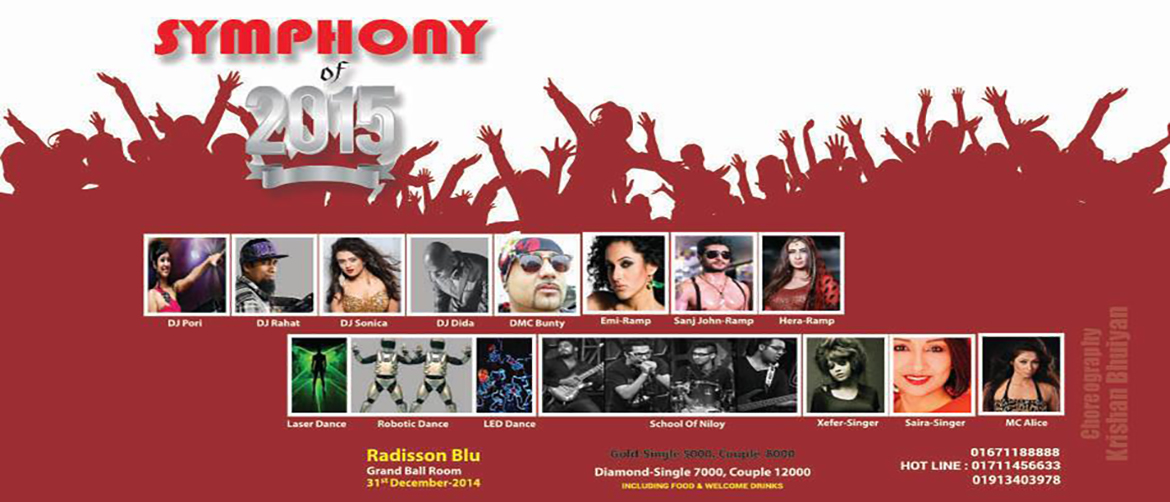 SYMPHONY
of
2015
DJ Pori
DJ Rahat
DJ Sonica
DJ Dida
DMC Bunty
Emi-Ramp
Sanj John-Ramp
Hera-Ramp
Laser Dance
Robotic Dance
LED Dance
School Of Niloy
Xefer-Singer
Saira-Singer
MC Alice
Choreography
Krishan Bhuiyan
Radisson Blu
Grand Ball Room
31st December-2014
Gold-Single 5000, Couple-8000
Diamond-Single 7000, Couple 12000
INCLUDING FOOD & WELCOME DRINKS
01671188888
HOT LINE : 01711456633
01913403978